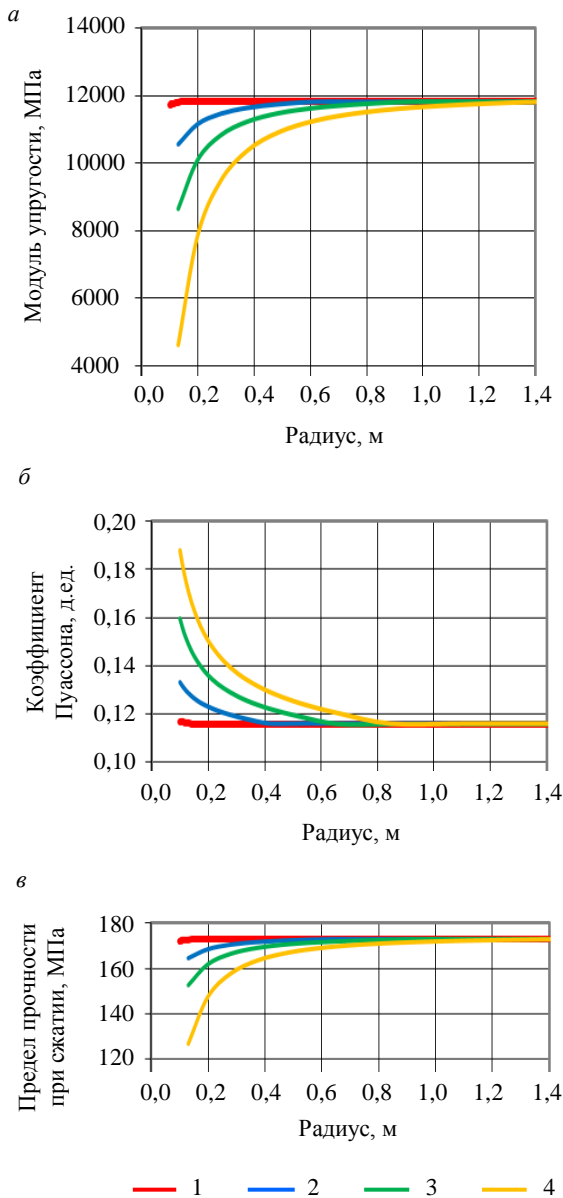 а
Модуль упругости, МПа
14000
12000
10000
8000
6000
4000
0,0 0,2 0,4 0,6 0,8 1,0 1,2 1,4
Радиус, м
б
Коэффициент
Пуассона, д.ед.
0,20
0,18
0,16
0,14
0,12
0,10
0,0 0,2 0,4 0,6 0,8 1,0 1,2 1,4
Радиус, м
в
Предел прочности
при сжатии, МПа
180
160
140
120
0,0 0,2 0,4 0,6 0,8 1,0 1,2 1,4
Радиус, м
1 2 3 4